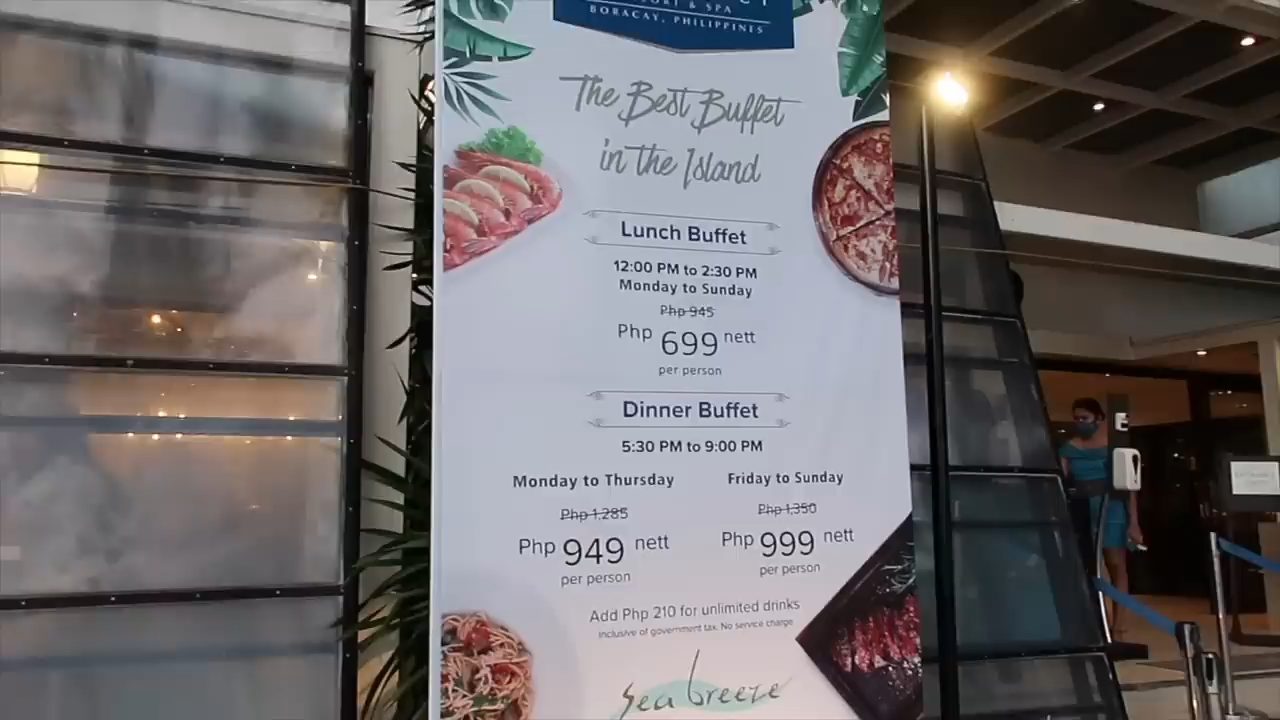 BORACAY, PHILIPPINES
The Best Buffet
in the Island
Lunch Buffet
12:00 PM to 2:30 PM
Monday to Sunday
Php 945
Php 699 nett
per person
Dinner Buffet
5:30 PM to 9:00 PM
Monday to Thursday
Php 1,285
Php 949 nett
per person
Friday to Sunday
Php 1,350
Php 999 nett
per person
Add Php 210 for unlimited drinks
Inclusive of government tax. No service charge
sea breeze